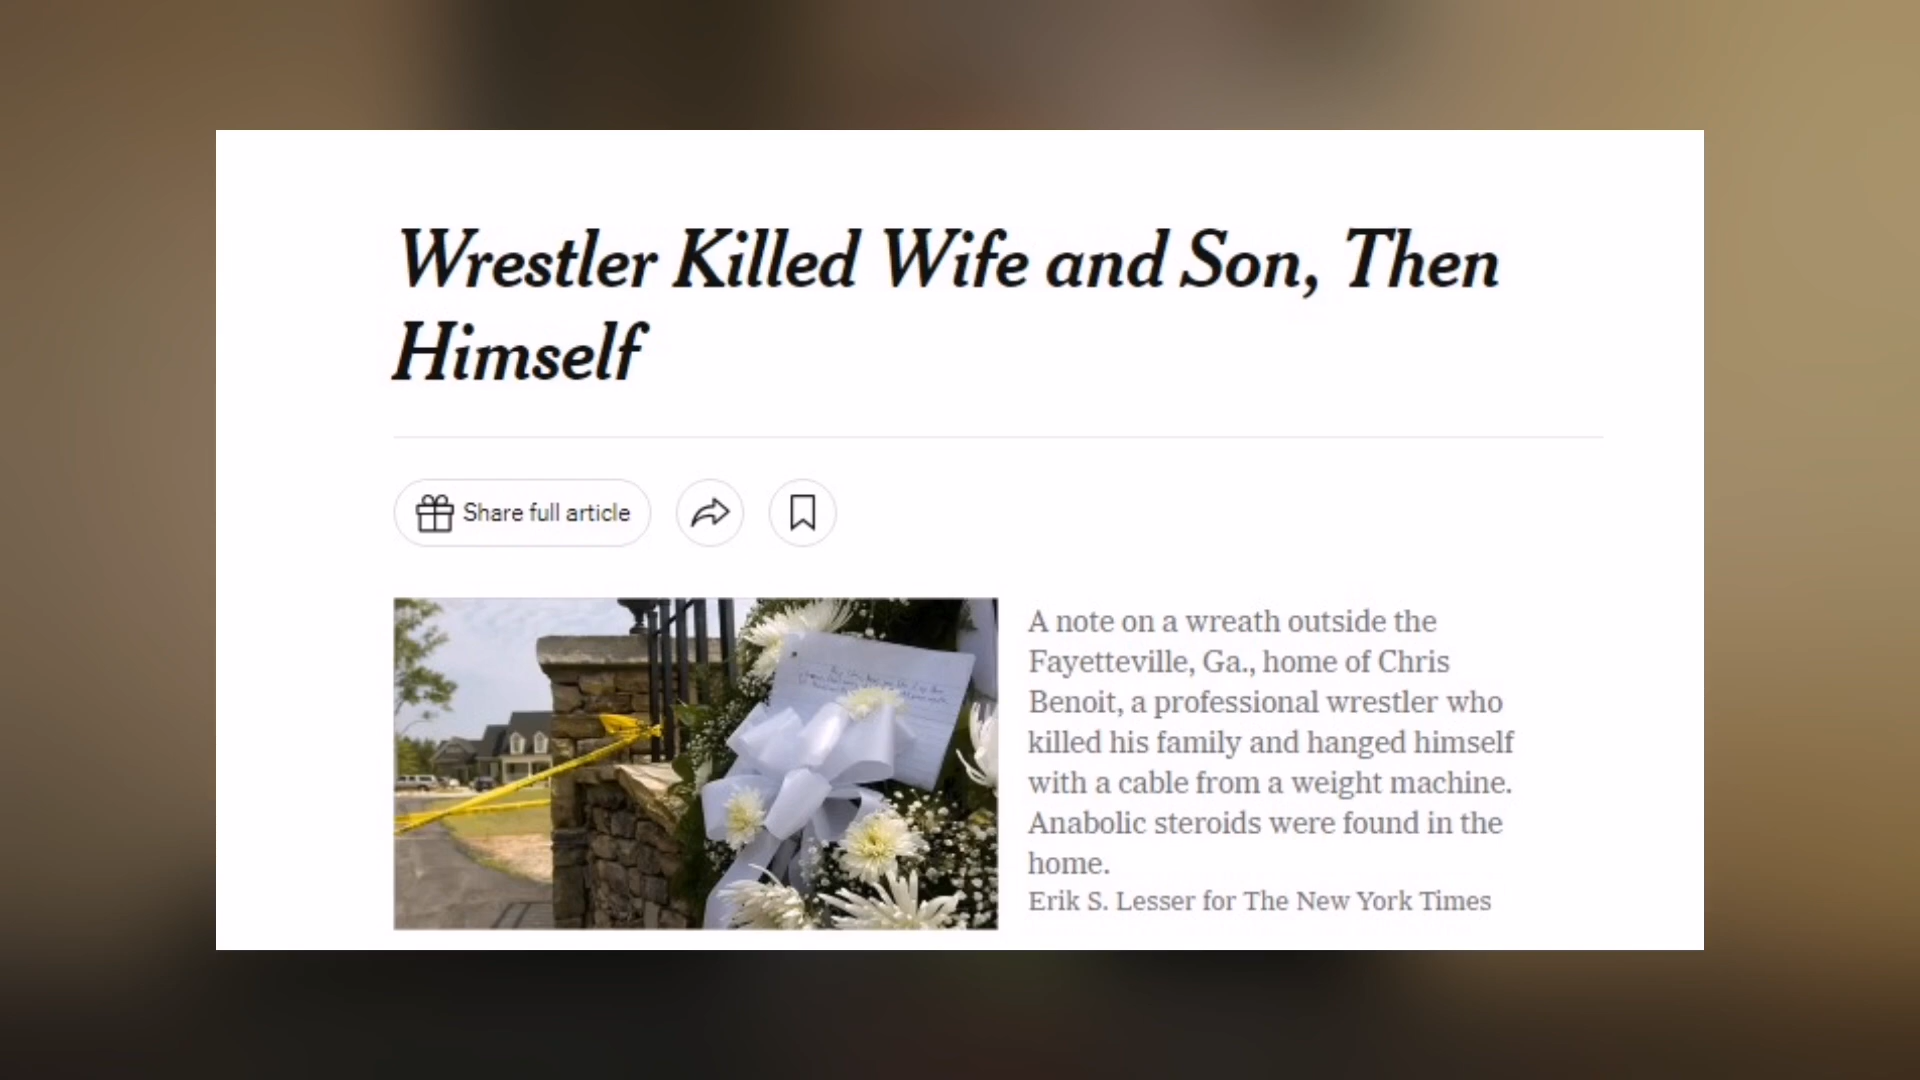 Wrestler Killed Wife and Son, Then
Himself
Share full article
A note on a wreath outside the
Fayetteville, Ga., home of Chris
Benoit, a professional wrestler who
killed his family and hanged himself
with a cable from a weight machine.
Anabolic steroids were found in the
home.
Erik S. Lesser for The New York Times